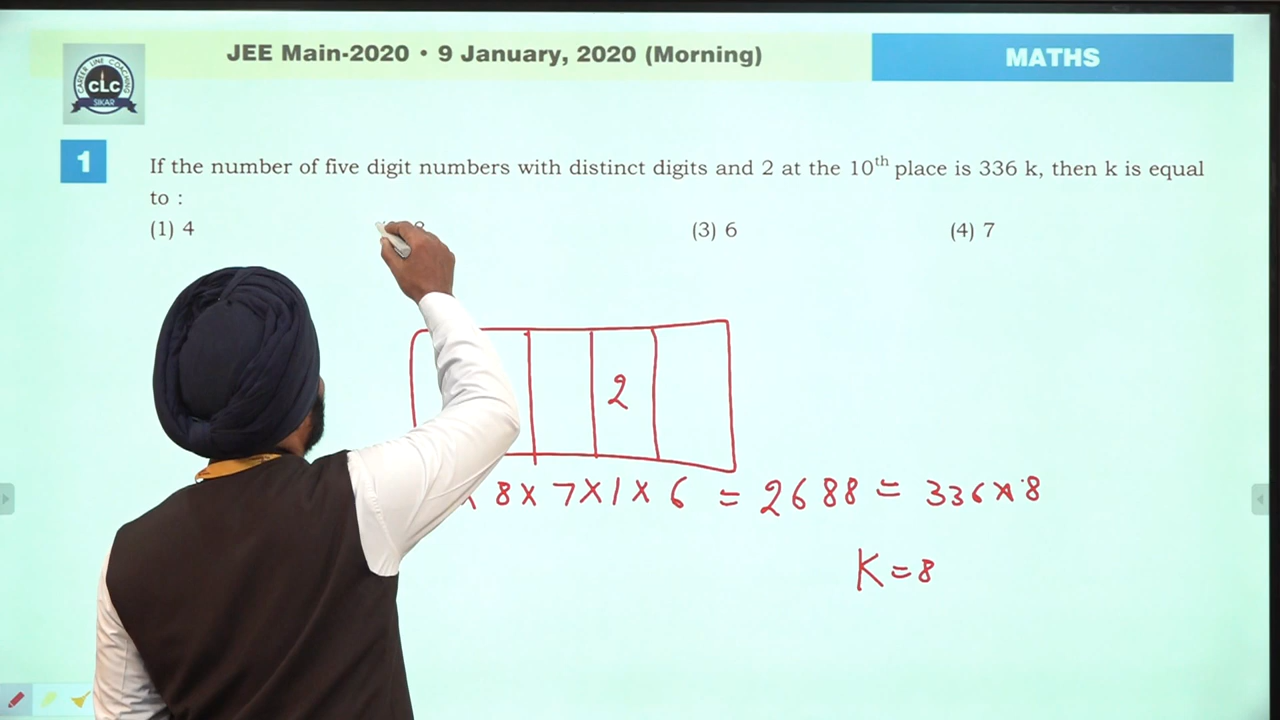 JEE Main-2020 • 9 January, 2020 (Morning)
MATHS
CAREER LINE COACHING
CLC
SIKAR
1
If the number of five digit numbers with distinct digits and 2 at the 10th place is 336 k, then k is equal
to :
(1) 4
(3) 6
(4) 7
2
8 × 7 × 1 × 6 = 2688 = 336 × 8
K = 8